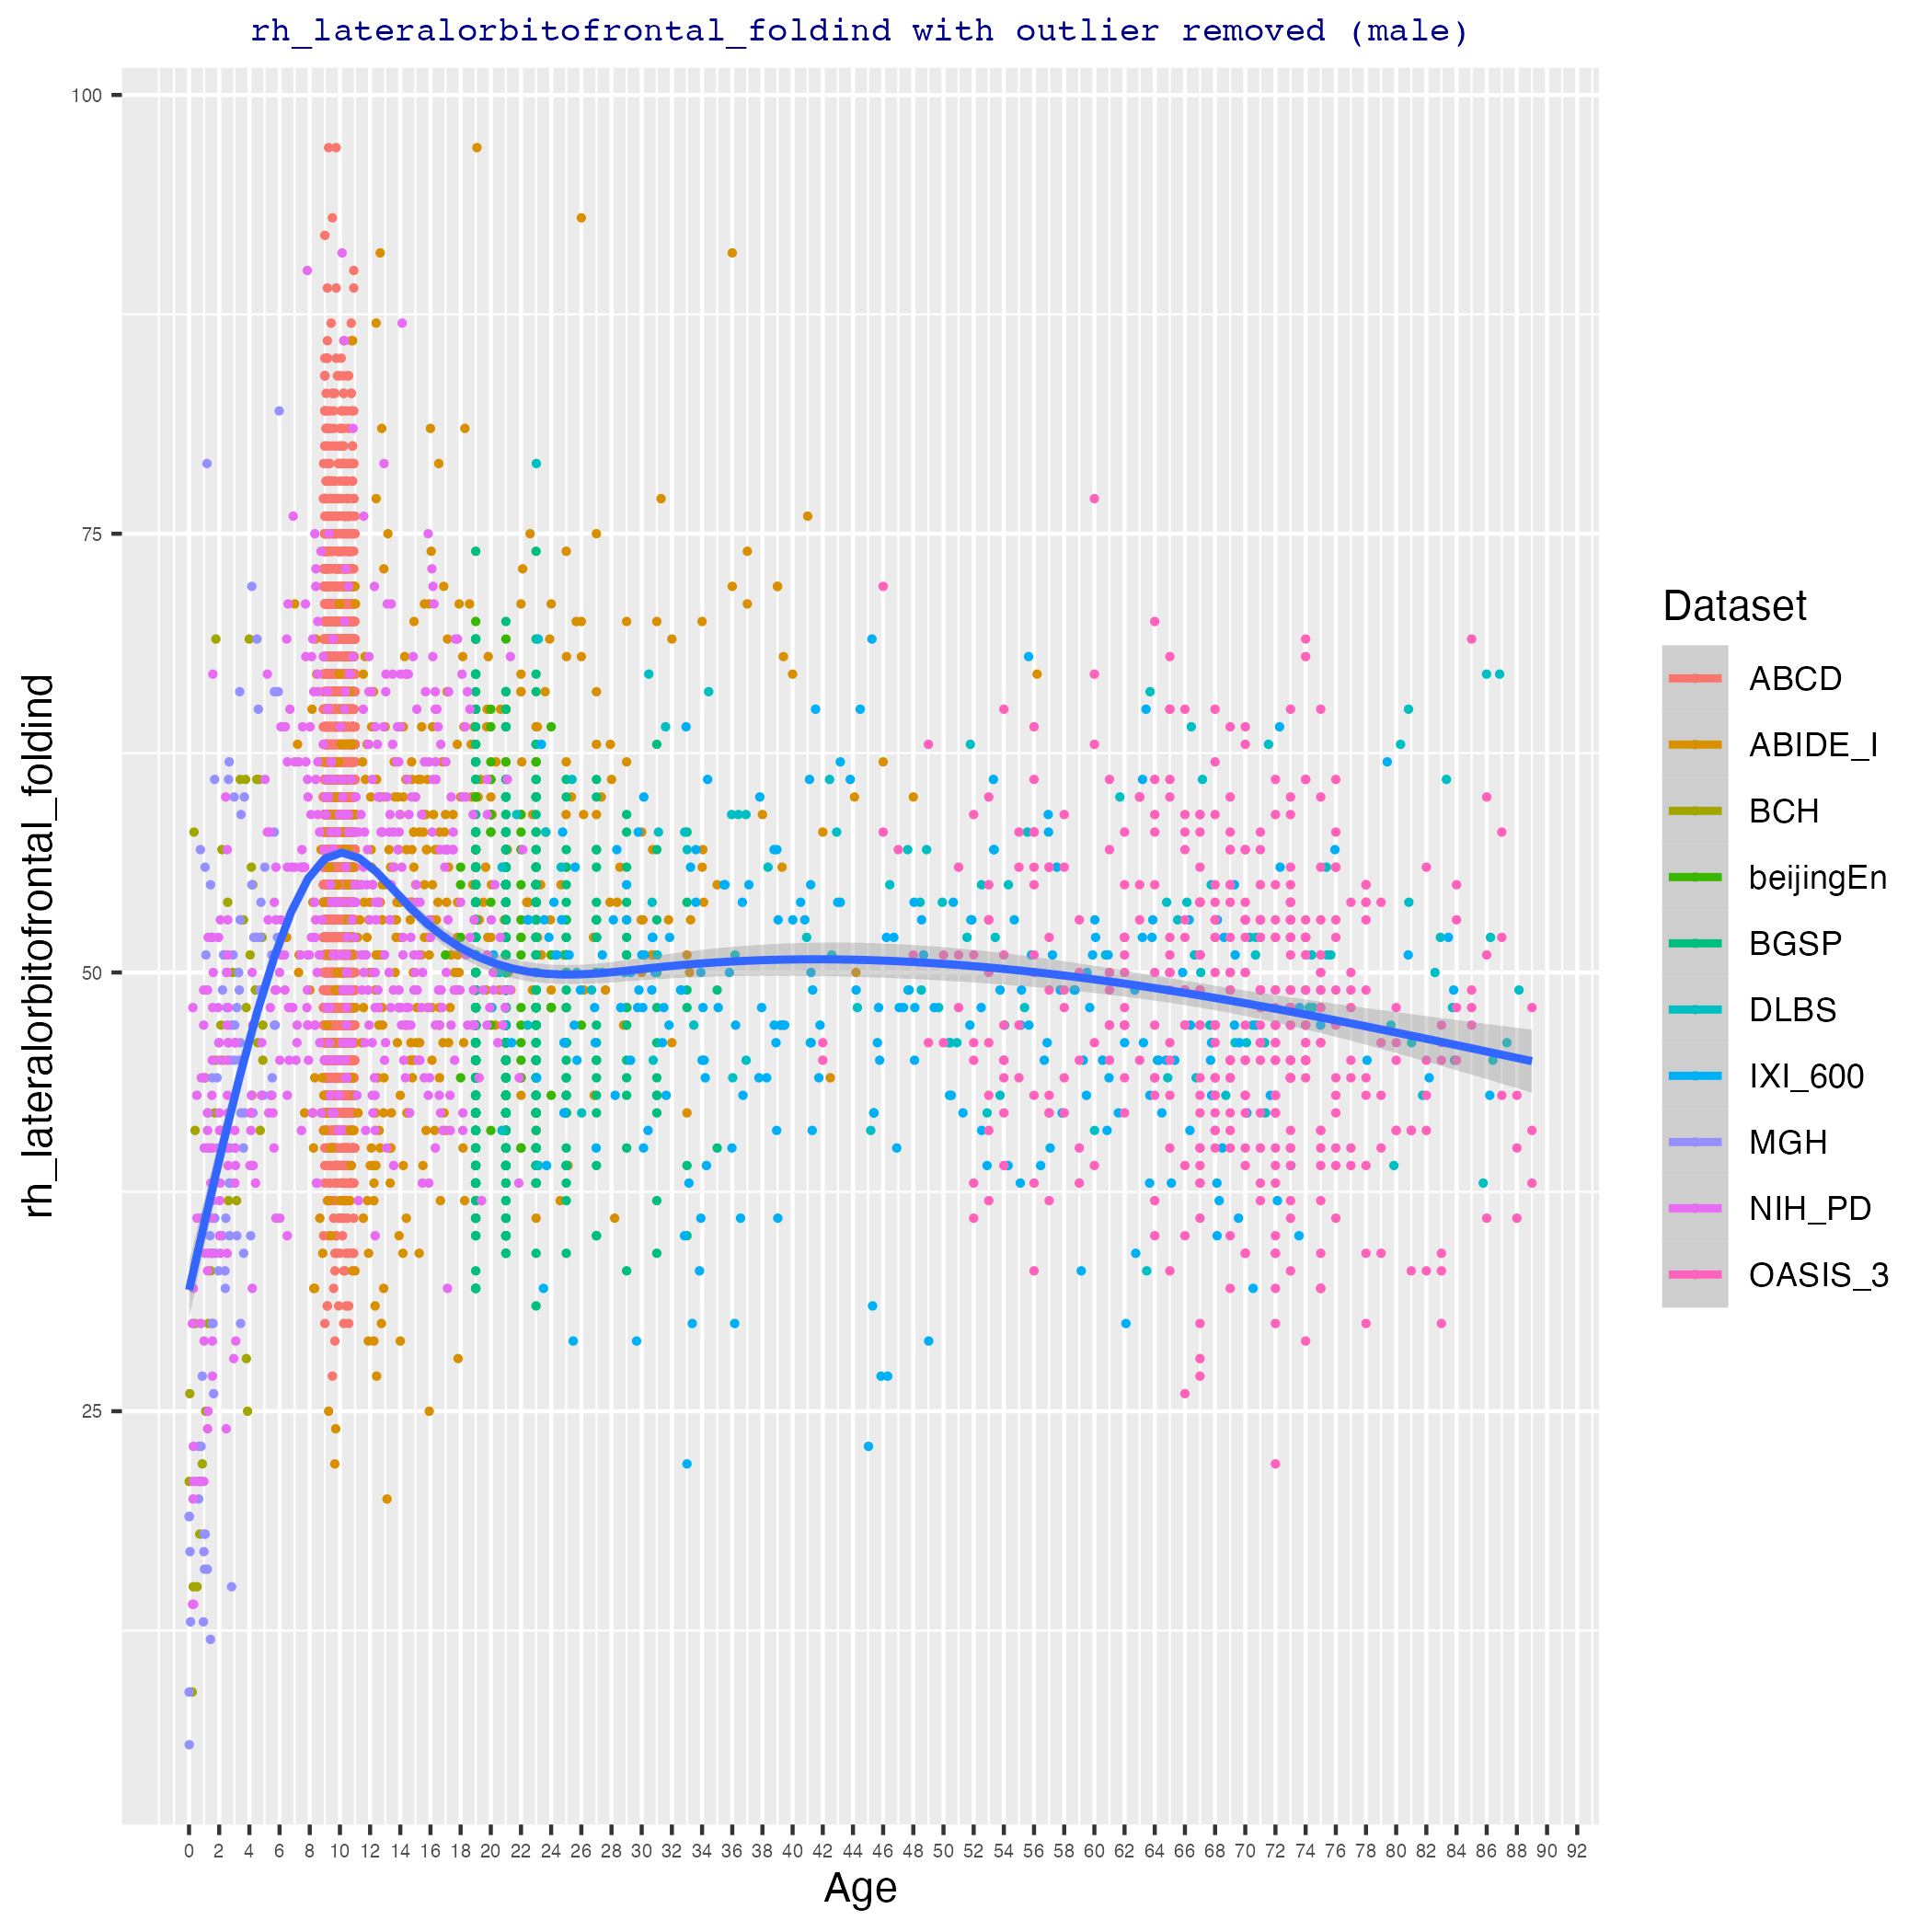 rh_lateralorbitofrontal_foldind with outlier removed (male)
rh_lateralorbitofrontal_foldind
100
75
50
25
0 2 4 6 8 10 12 14 16 18 20 22 24 26 28 30 32 34 36 38 40 42 44 46 48 50 52 54 56 58 60 62 64 66 68 70 72 74 76 78 80 82 84 86 88 90 92
Age
Dataset
ABCD
ABIDE_I
BCH
beijingEn
BGSP
DLBS
IXI_600
MGH
NIH_PD
OASIS_3